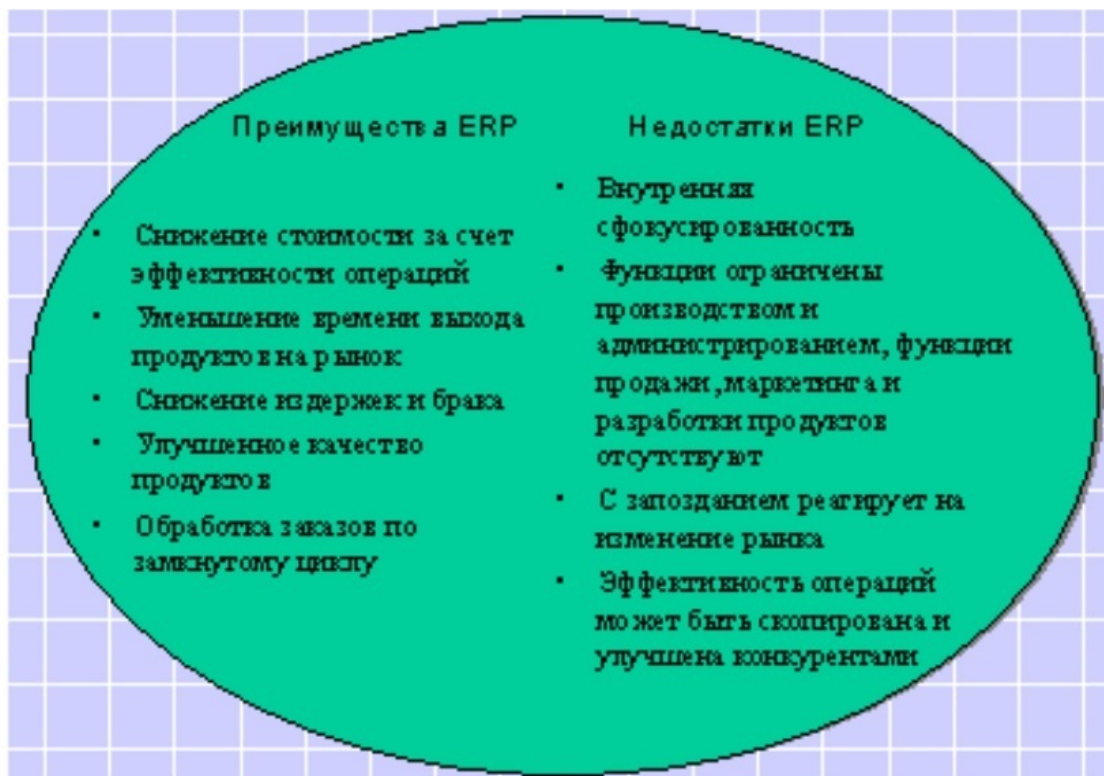 Преимущества ERP
• Снижение стоимости за счет
эффективности операций
• Уменьшение времени выхода
продуктов на рынок
• Снижение издержек и брака
• Улучшенное качество
продуктов
• Обработка заказов по
замкнутому циклу
Недостатки ERP
• Внутренняя
сфокусированность
• Функции ограничены
производством и
администрированием, функции
продажи, маркетинга и
разработки продуктов
отсутствуют
• С запозданием реагирует на
изменение рынка
• Эффективность операций
может быть скопирована и
улучшена конкурентами